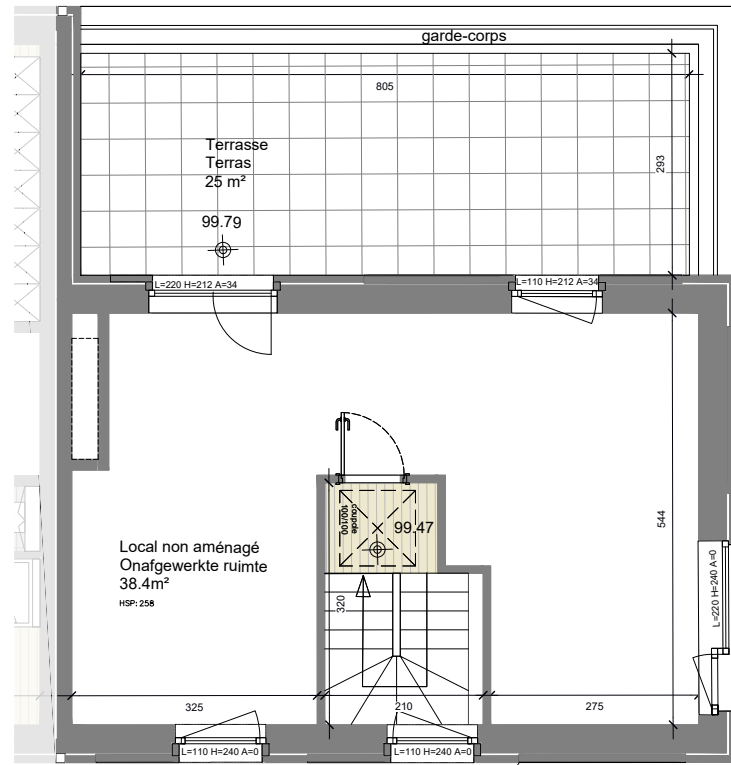 garde-corps
805
Terrasse
Terras
25 m²
293
99.79
L=220 H=212 A=34
L=110 H=212 A=34
coupole
100/100
99.47
544
Local non aménagé
Onafgewerkte ruimte
38.4m²
HSP: 258
320
L=220 H=240 A=0
325
210
275
L=110 H=240 A=0
L=110 H=240 A=0